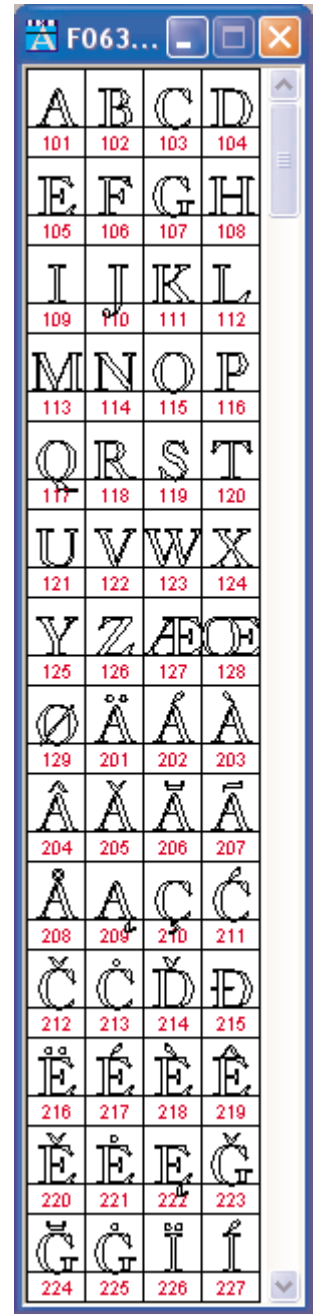 F063...
A B C D
101 102 103 104
E F G H
105 106 107 108
I J K L
109 110 111 112
M N O P
113 114 115 116
Q R S T
117 118 119 120
U V W X
121 122 123 124
Y Z Æ Œ
125 126 127 128
Ø Ä Á À
129 201 202 203
Â Ǎ Ă Ã
204 205 206 207
Å Ą Ç Ć
208 209 210 211
Č Ċ Ď Đ
212 213 214 215
Ë É È Ê
216 217 218 219
Ě Ė Ę Ǧ
220 221 222 223
Ğ Ġ Ï Í
224 225 226 227